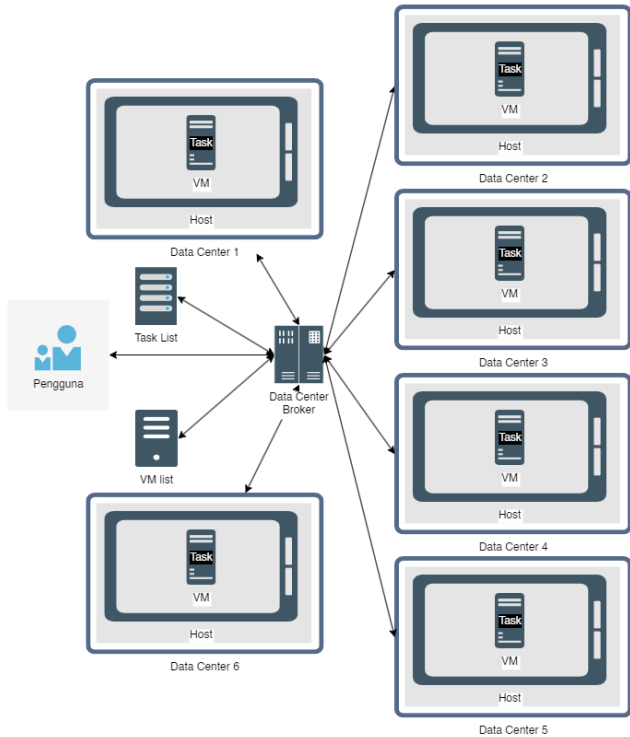 Task
VM
Host
Data Center 1
Task
VM
Host
Data Center 2
Task
VM
Host
Data Center 3
Task List
Pengguna
Data Center
Broker
VM list
Task
VM
Host
Data Center 4
Task
VM
Host
Data Center 6
Task
VM
Host
Data Center 5